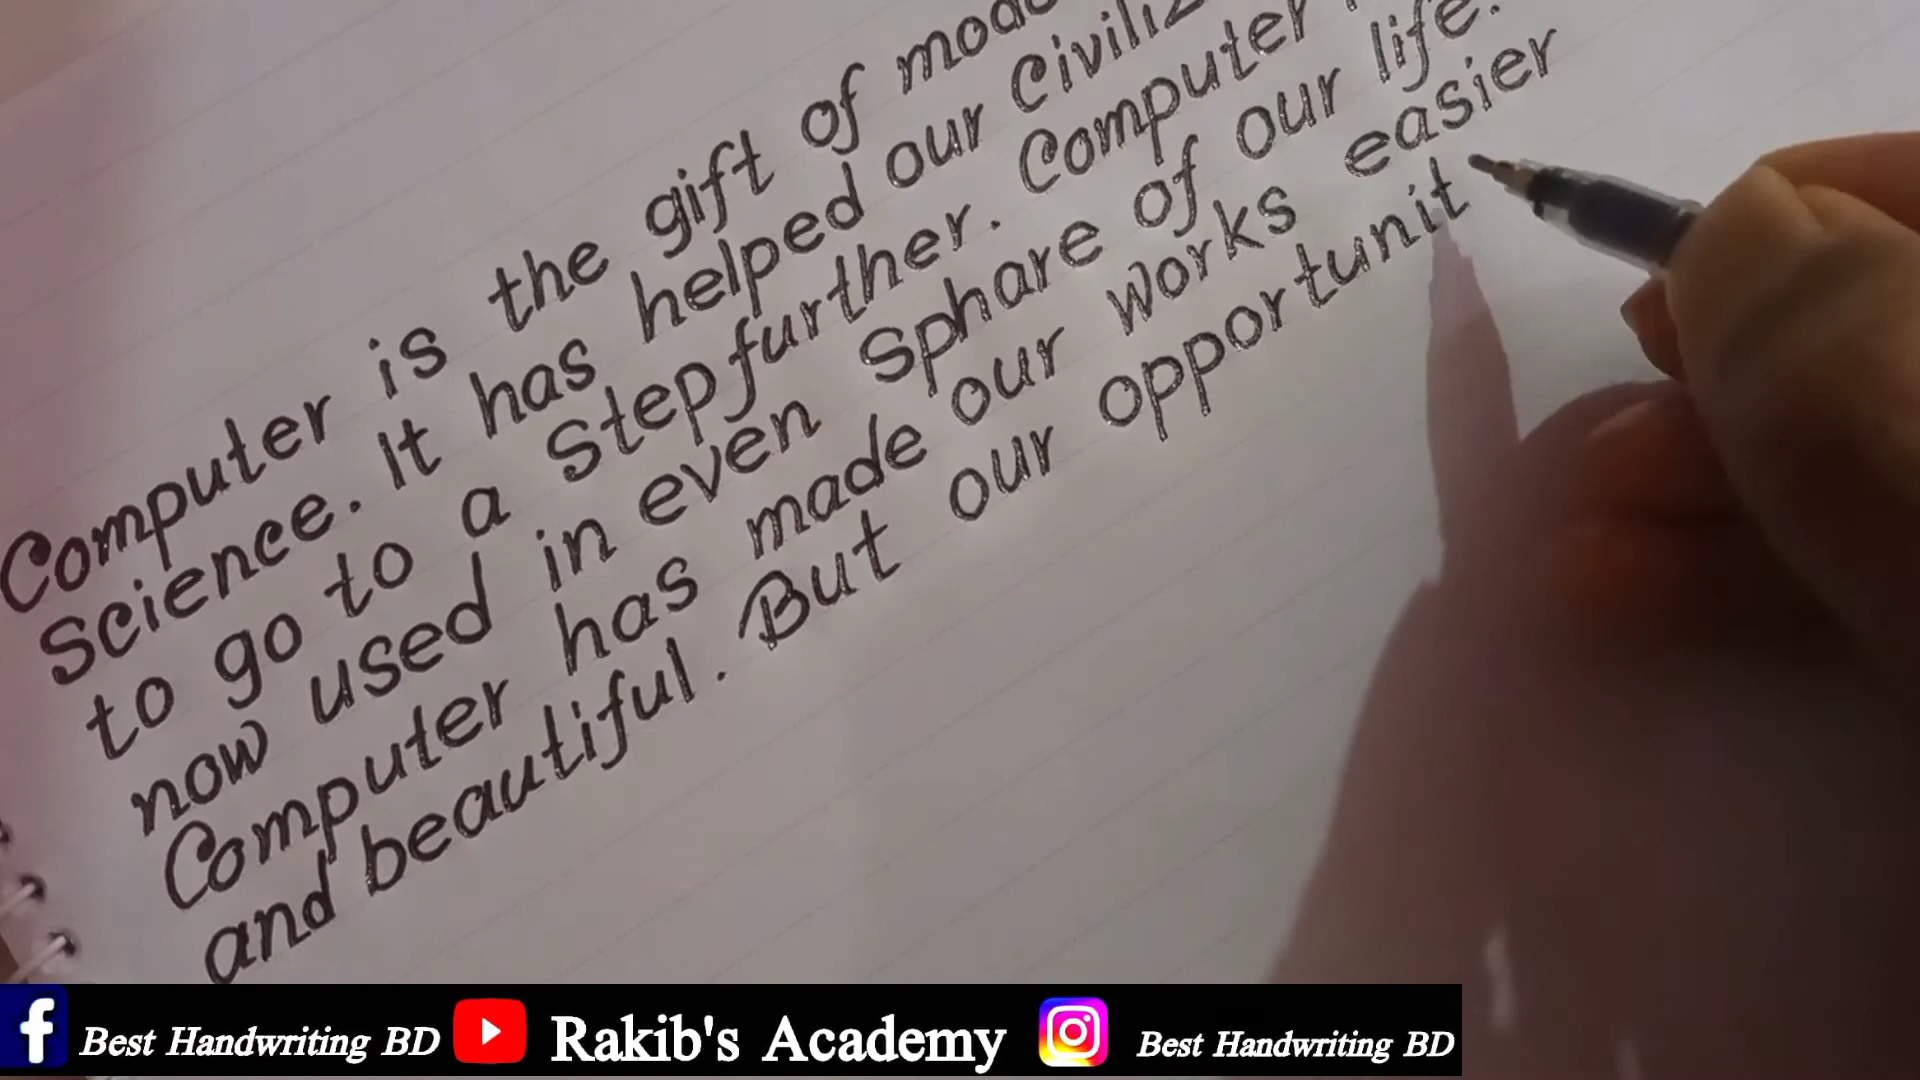 Computer is the gift of
Science. It has helped our
to go to a Step further. Computer
now used in even Sphare of our life.
Computer has made our works easier
and beautiful. But our opportunit
Best Handwriting BD
Rakib's Academy
Best Handwriting BD